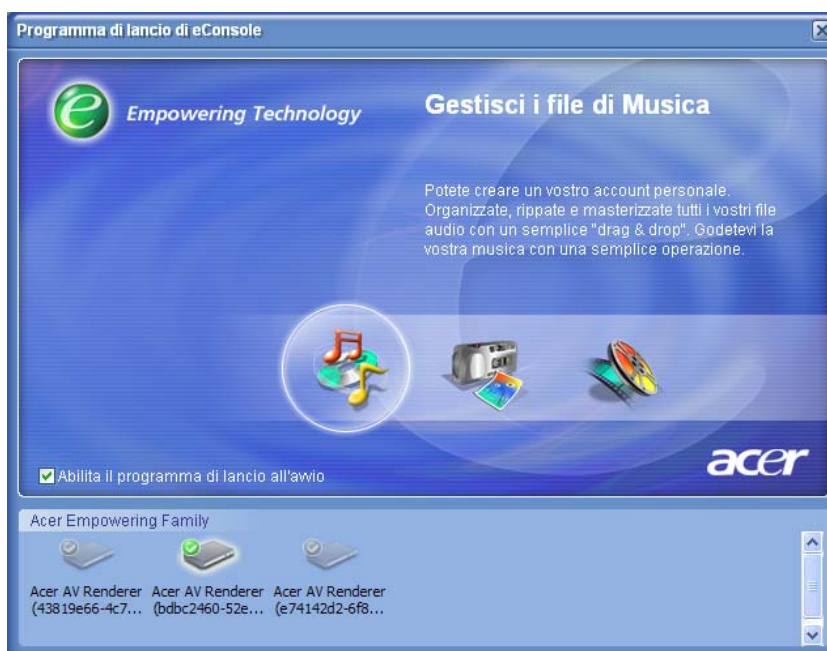 Programma di lancio di eConsole
Empowering Technology
Gestisci i file di Musica
Potete creare un vostro account personale.
Organizzate, rippate e masterizzate tutti i vostri file
audio con un semplice "drag & drop". Godetevi la
vostra musica con una semplice operazione.
acer
Abilita il programma di lancio all'avvio
Acer Empowering Family
Acer AV Renderer Acer AV Renderer Acer AV Renderer
(43819e66-4c7... (bdbc2460-52e... (e74142d2-6f8...